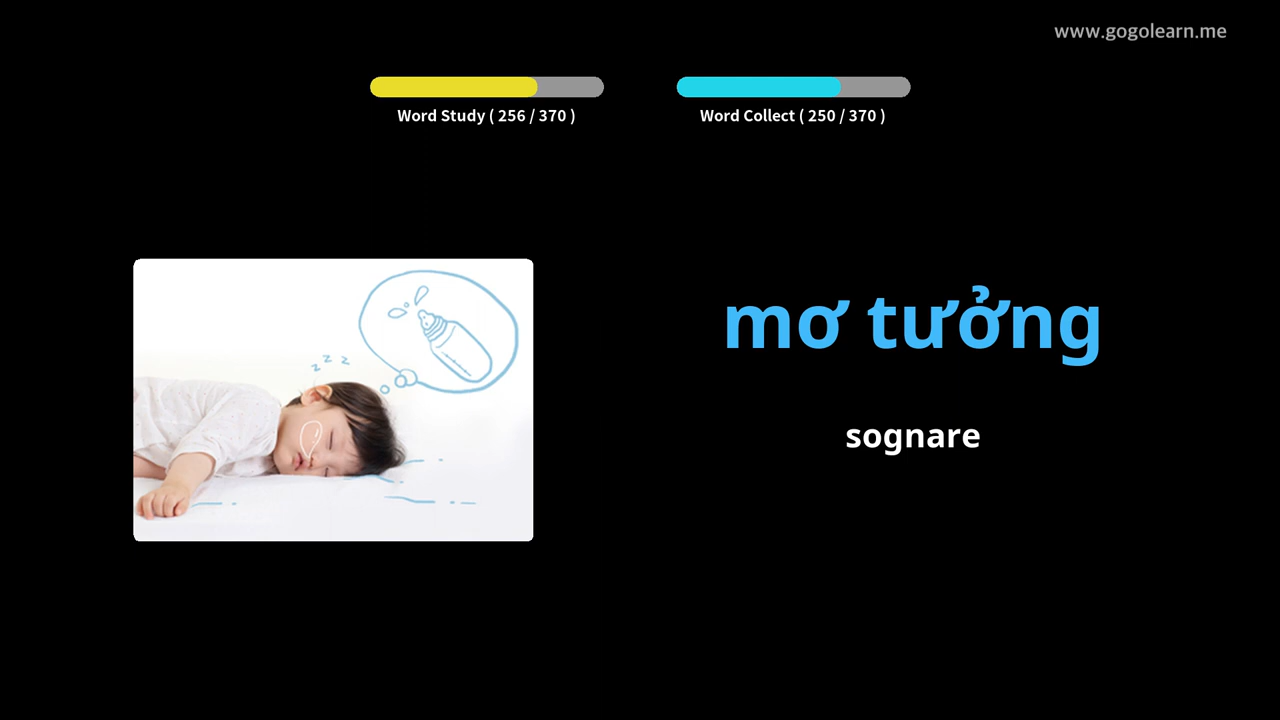 www.gogolearn.me
Word Study ( 256 / 370 )
Word Collect ( 250 / 370 )
z z z
mơ tưởng
sognare